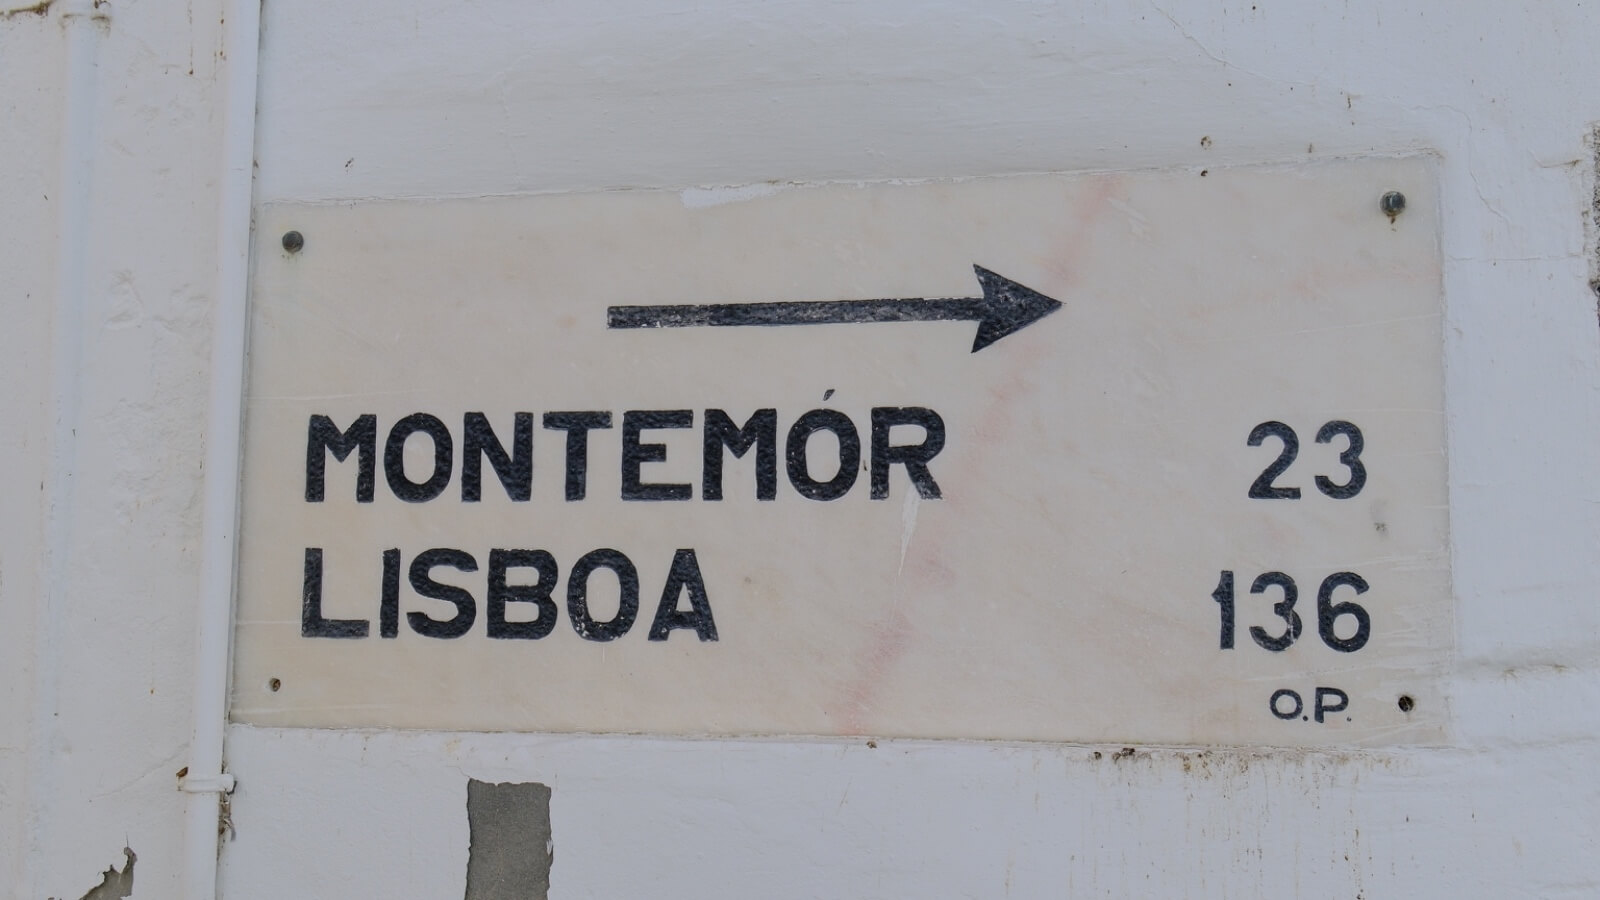 MONTEMÓR 23
LISBOA 136
O.P.